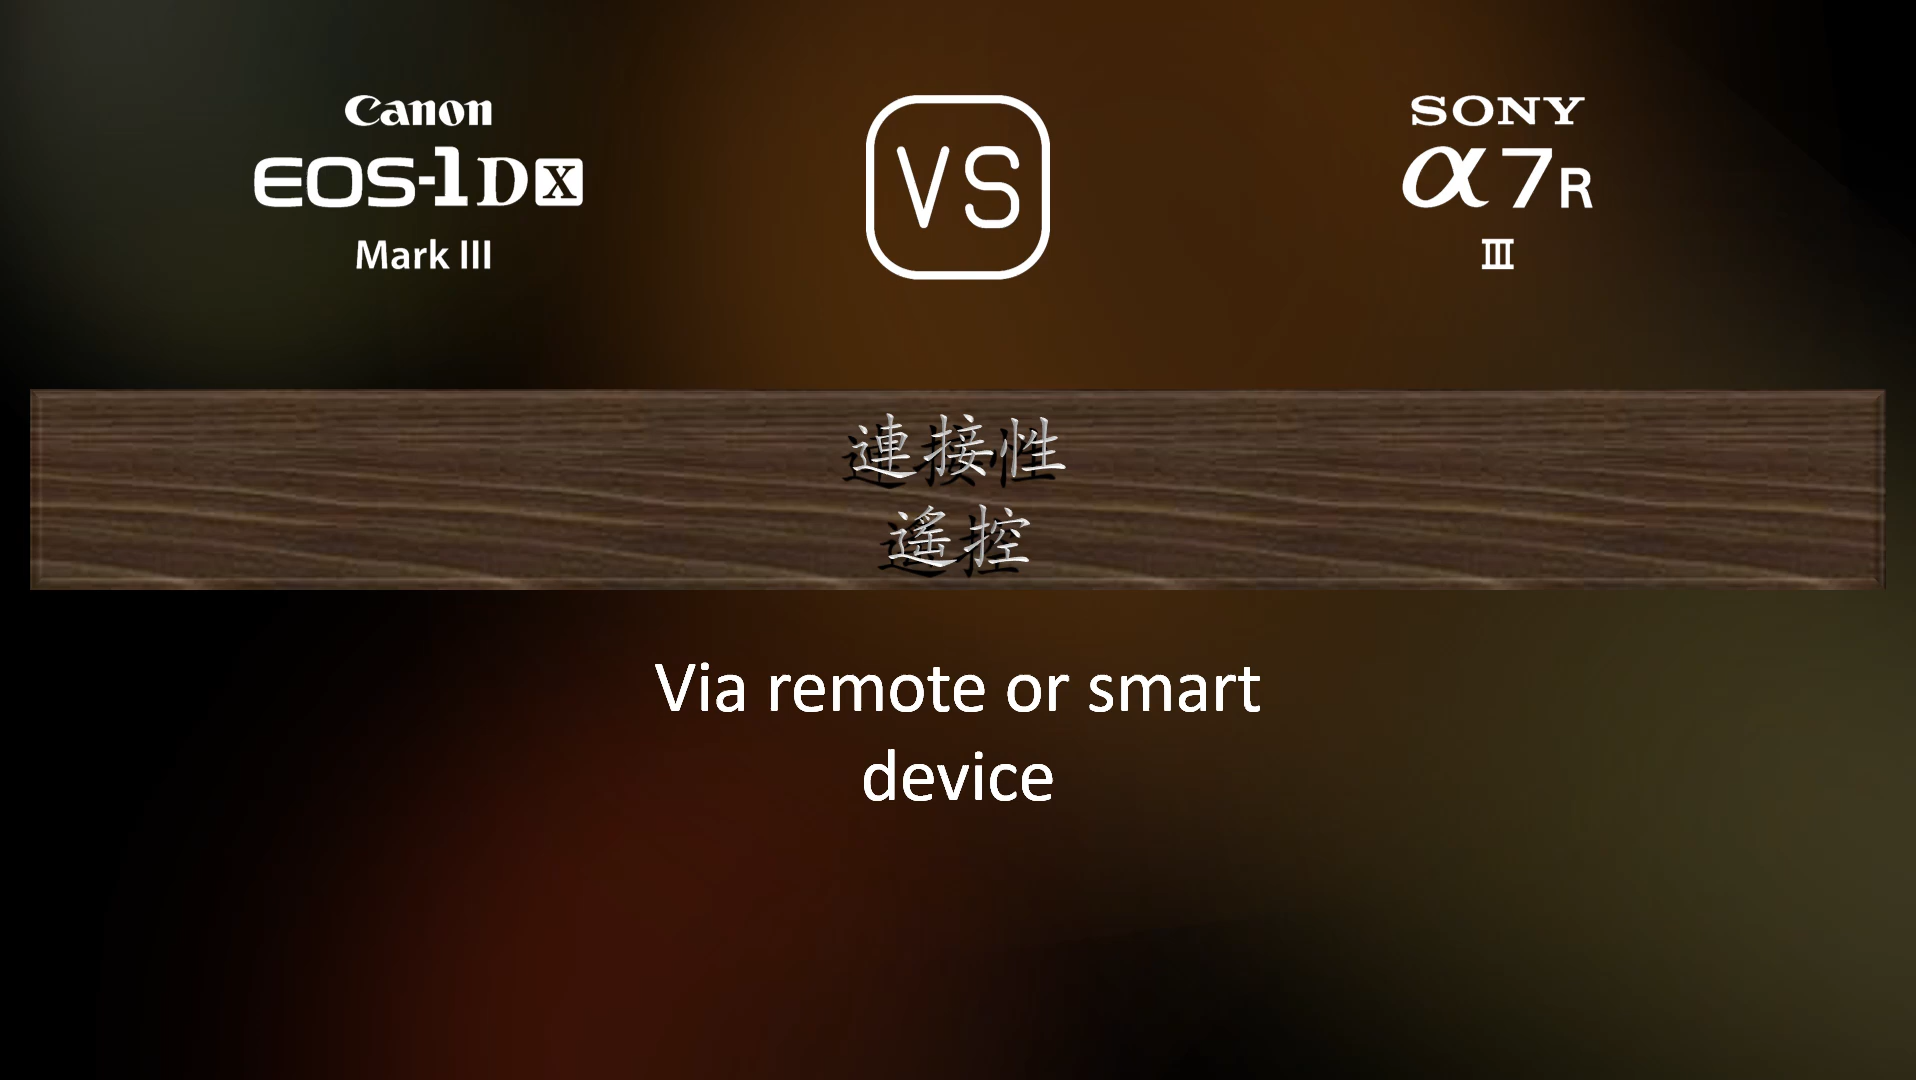 Canon
EOS-1DX
Mark III
VS
SONY
α7R
III
連接性
遙控
Via remote or smart
device